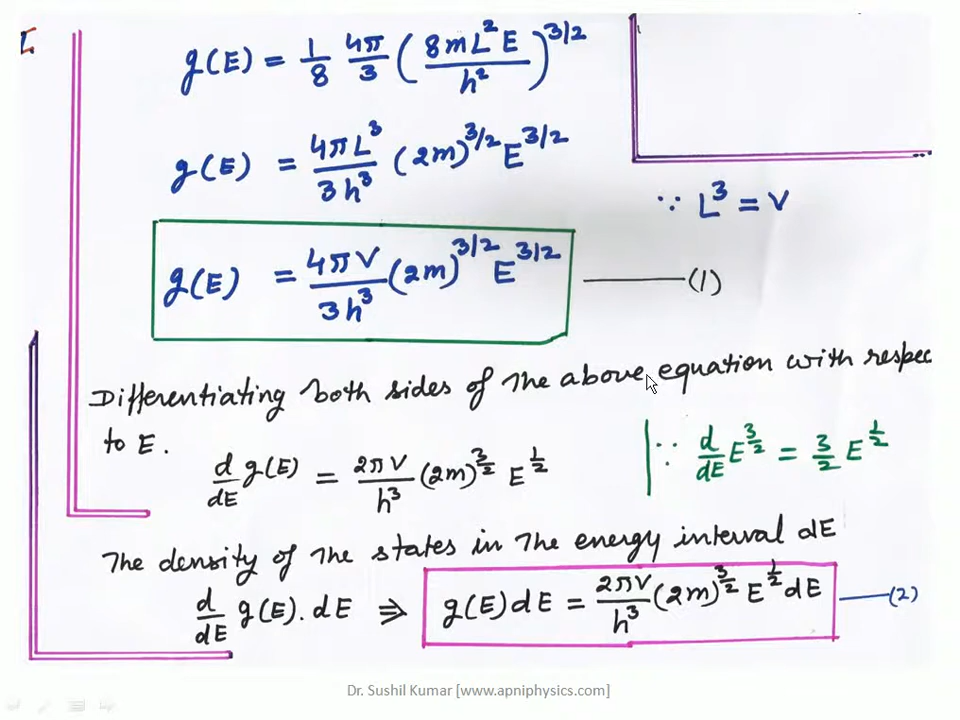 g(E) = 1/8 4π/3 (8mL²E/h²)^3/2
g(E) = 4πL³/3h³ (2m)^3/2 E^3/2
∵ L³ = V
g(E) = 4πV/3h³ (2m)^3/2 E^3/2 ——(1)
Differentiating both sides of the above equation with respec
to E.
d/dE g(E) = 2πV/h³ (2m)^3/2 E^1/2
∵ d/dE E^3/2 = 3/2 E^1/2
The density of the states in the energy interval dE
d/dE g(E). dE ⇒ g(E)dE = 2πV/h³ (2m)^3/2 E^1/2 dE ——(2)
Dr. Sushil Kumar [www.apniphysics.com]